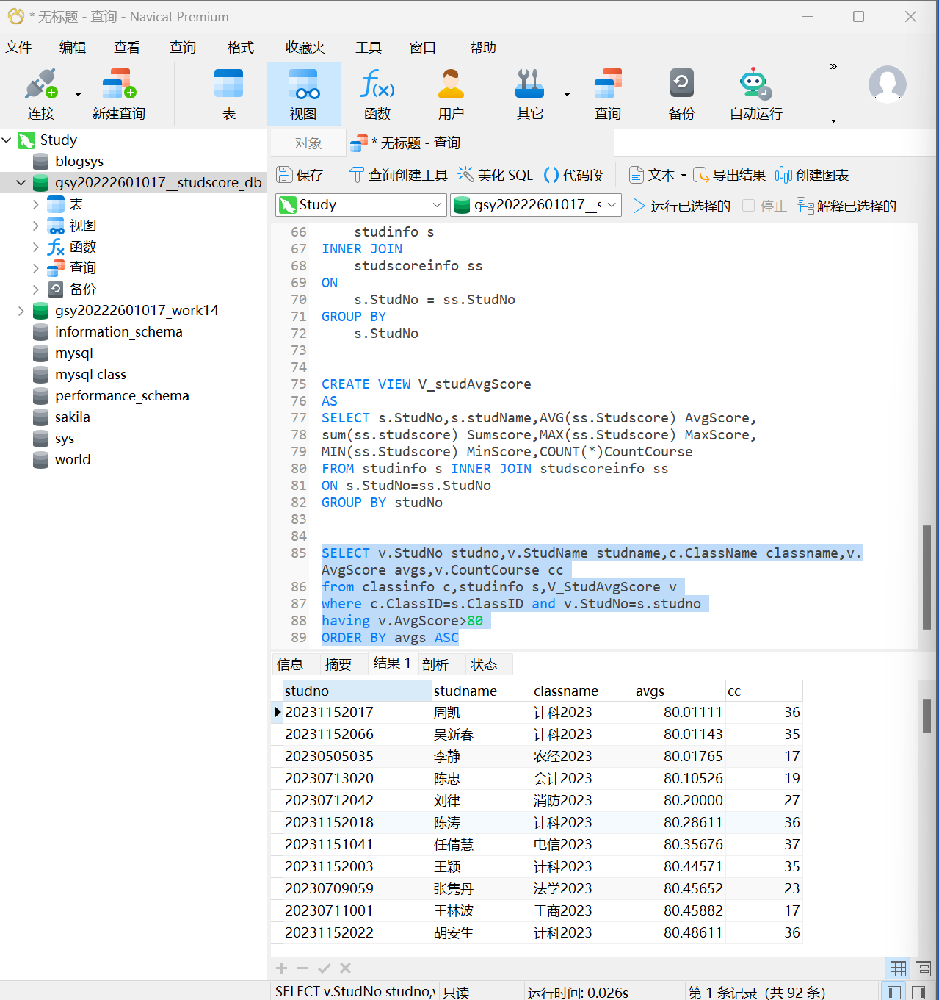 * 无标题 - 查询 - Navicat Premium
文件 编辑 查看 查询 格式 收藏夹 工具 窗口 帮助
连接 新建查询 表 视图 函数 用户 其它 查询 备份 自动运行
Study
blogsys
gsy20222601017__studscore_db
表
视图
函数
查询
备份
gsy20222601017_work14
information_schema
mysql
mysql class
performance_schema
sakila
sys
world
对象 * 无标题 - 查询
保存 查询创建工具 美化 SQL 代码段 文本 导出结果 创建图表
Study gsy20222601017__s 运行已选择的 停止 解释已选择的
66 studinfo s
67 INNER JOIN
68 studscoreinfo ss
69 ON
70 s.StudNo = ss.StudNo
71 GROUP BY
72 s.StudNo
73
74
75 CREATE VIEW V_studAvgScore
76 AS
77 SELECT s.StudNo,s.studName,AVG(ss.Studscore) AvgScore,
78 sum(ss.studscore) Sumscore,MAX(ss.Studscore) MaxScore,
79 MIN(ss.Studscore) MinScore,COUNT(*)CountCourse
80 FROM studinfo s INNER JOIN studscoreinfo ss
81 ON s.StudNo=ss.StudNo
82 GROUP BY studNo
83
84
85 SELECT v.StudNo studno,v.StudName studname,c.ClassName classname,v.
AvgScore avgs,v.CountCourse cc
86 from classinfo c,studinfo s,V_StudAvgScore v
87 where c.ClassID=s.ClassID and v.StudNo=s.studno
88 having v.AvgScore>80
89 ORDER BY avgs ASC
信息 摘要 结果 1 剖析 状态
studno studname classname avgs cc
20231152017 周凯 计科2023 80.01111 36
20231152066 吴新春 计科2023 80.01143 35
20230505035 李静 农经2023 80.01765 17
20230713020 陈忠 会计2023 80.10526 19
20230712042 刘律 消防2023 80.20000 27
20231152018 陈涛 计科2023 80.28611 36
20231151041 任倩慧 电信2023 80.35676 37
20231152003 王颖 计科2023 80.44571 35
20230709059 张隽丹 法学2023 80.45652 23
20230711001 王林波 工商2023 80.45882 17
20231152022 胡安生 计科2023 80.48611 36
SELECT v.StudNo studno,v 只读 运行时间: 0.026s 第 1 条记录 (共 92 条)